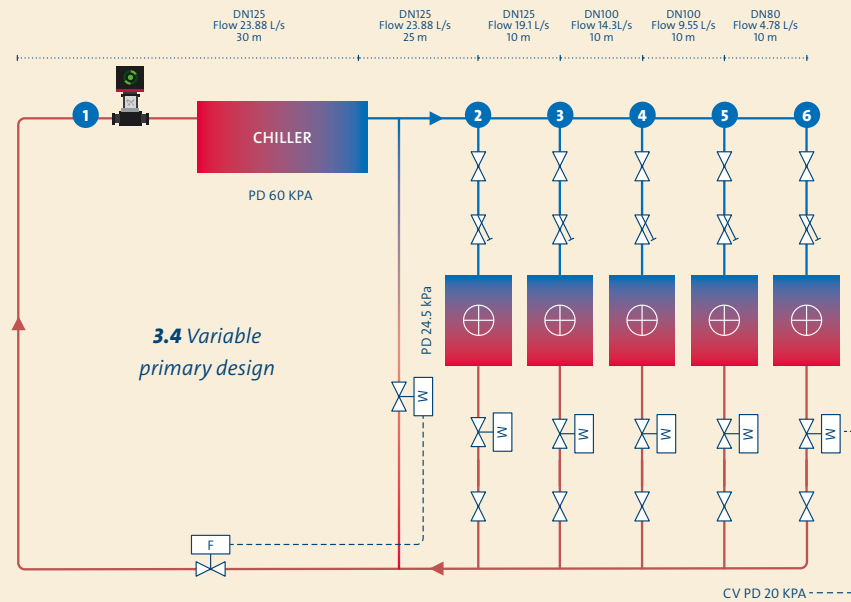 DN125
Flow 23.88 L/s
30 m
DN125
Flow 23.88 L/s
25 m
DN125
Flow 19.1 L/s
10 m
DN100
Flow 14.3L/s
10 m
DN100
Flow 9.55 L/s
10 m
DN80
Flow 4.78 L/s
10 m
1
CHILLER
2
3
4
5
6
PD 60 KPA
PD 24.5 kPa
3.4 Variable
primary design
M
M
M
M
M
M
F
CV PD 20 KPA